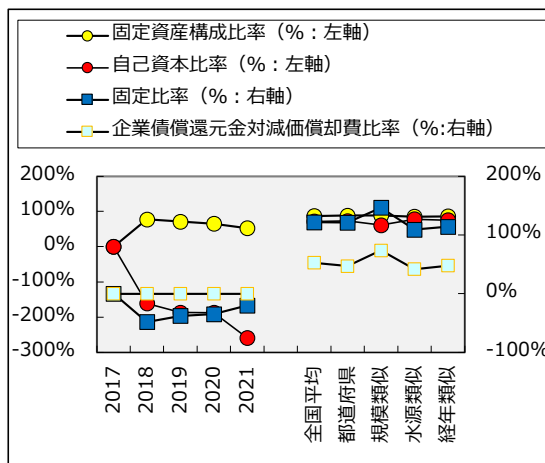 固定資産構成比率（%：左軸）
自己資本比率（%：左軸）
固定比率（%：右軸）
企業債償還元金対減価償却費比率（%:右軸）
200%
100%
0%
-100%
-200%
-300%
200%
100%
0%
-100%
2017
2018
2019
2020
2021
全国平均
都道府県
規模類似
水源類似
経年類似